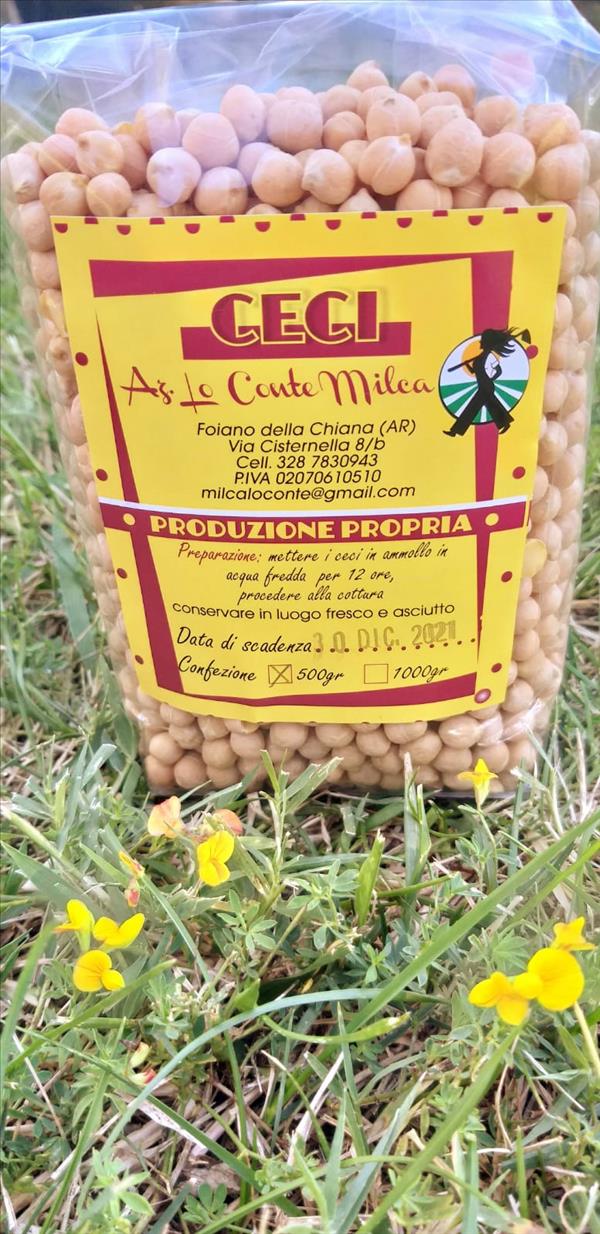 CECI
Az. Lo Conte Milca
Foiano della Chiana (AR)
Via Cisternella 8/b
Cell. 328 7830943
P.IVA 02070610510
milcaloconte@gmail.com
PRODUZIONE PROPRIA
Preparazione: mettere i ceci in ammollo in
acqua fredda per 12 ore,
procedere alla cottura
conservare in luogo fresco e asciutto
Data di scadenza 30 DIC. 2021
Confezione ☒ 500gr ☐ 1000gr